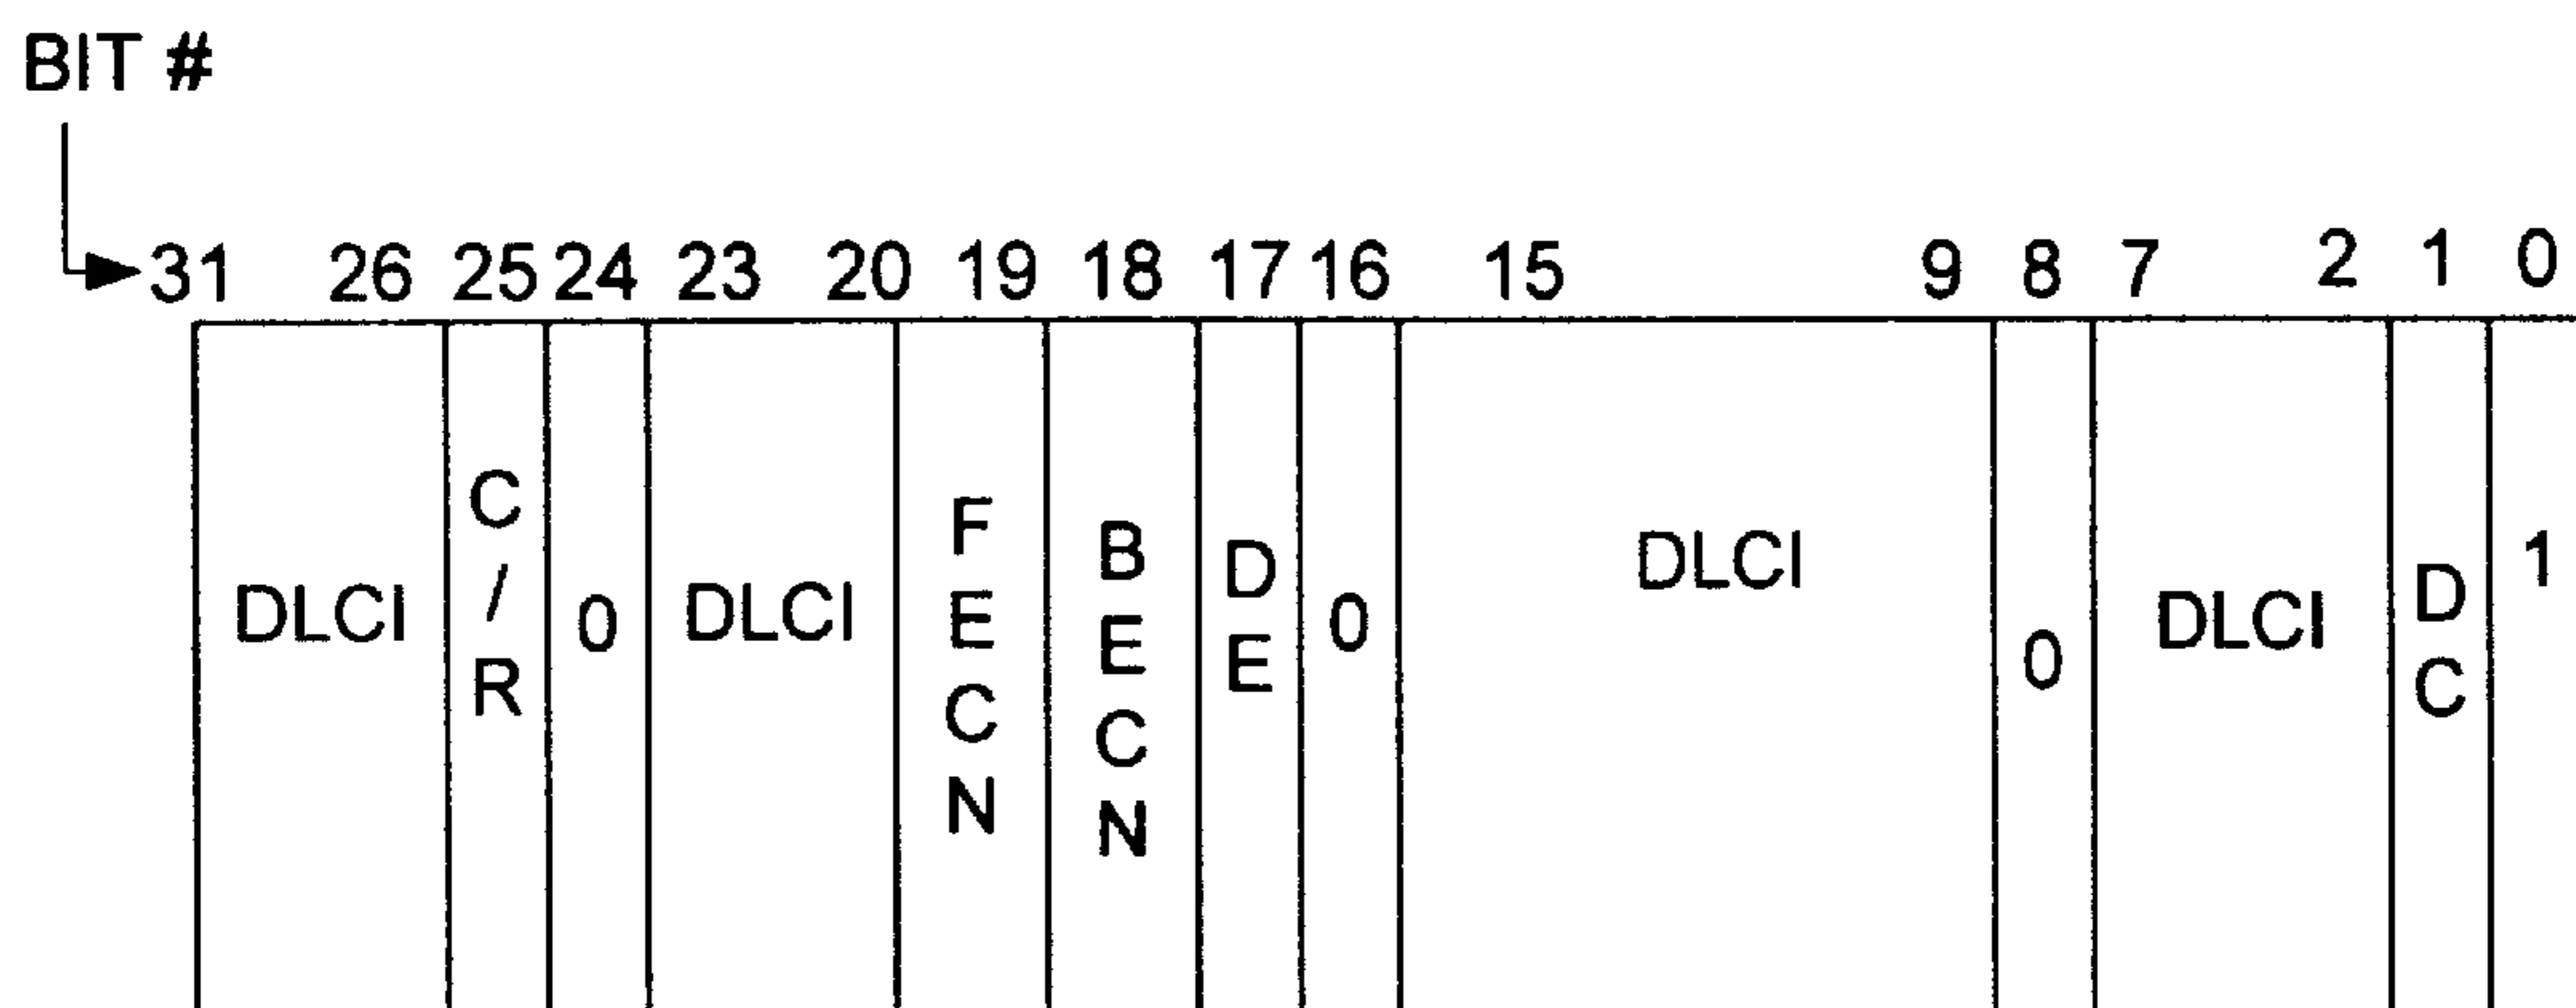 BIT #
31 26 25 24 23 20 19 18 17 16 15 9 8 7 2 1 0
DLCI C/R 0 DLCI FECN BECN DE 0 DLCI 0 DLCI DC 1